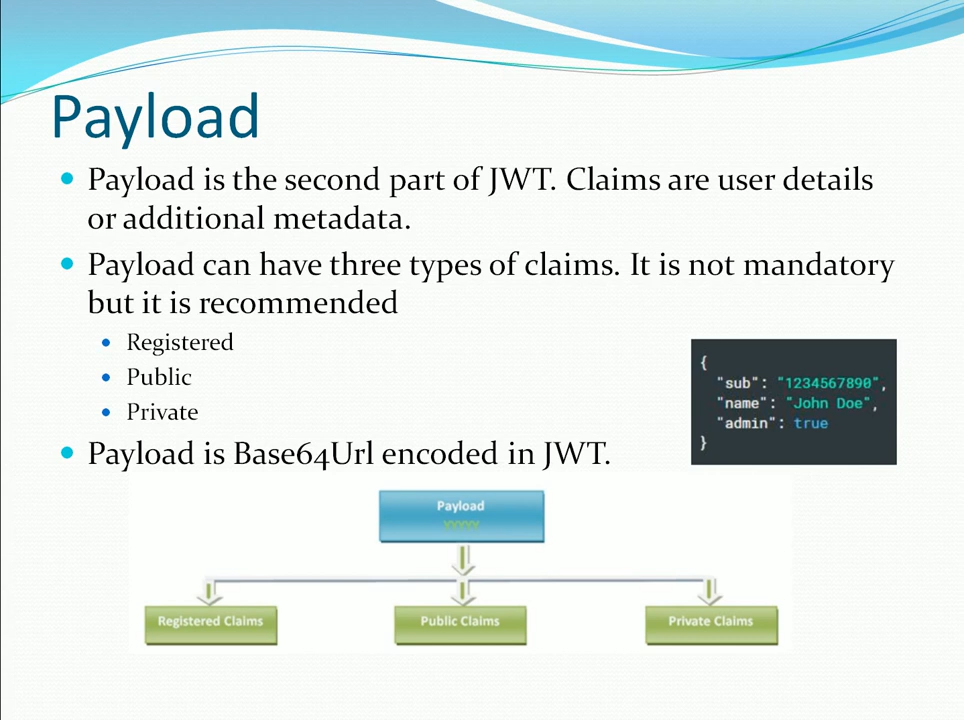 Payload
Payload is the second part of JWT. Claims are user details
or additional metadata.
Payload can have three types of claims. It is not mandatory
but it is recommended
Registered
Public
Private
{
"sub": "1234567890",
"name": "John Doe",
"admin": true
}
Payload is Base64Url encoded in JWT.
Payload
yyyyy
Registered Claims
Public Claims
Private Claims